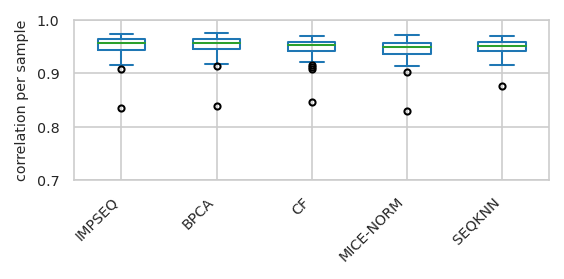 correlation per sample
1.0
0.9
0.8
0.7
IMPSEQ
BPCA
CF
MICE-NORM
SEQKNN